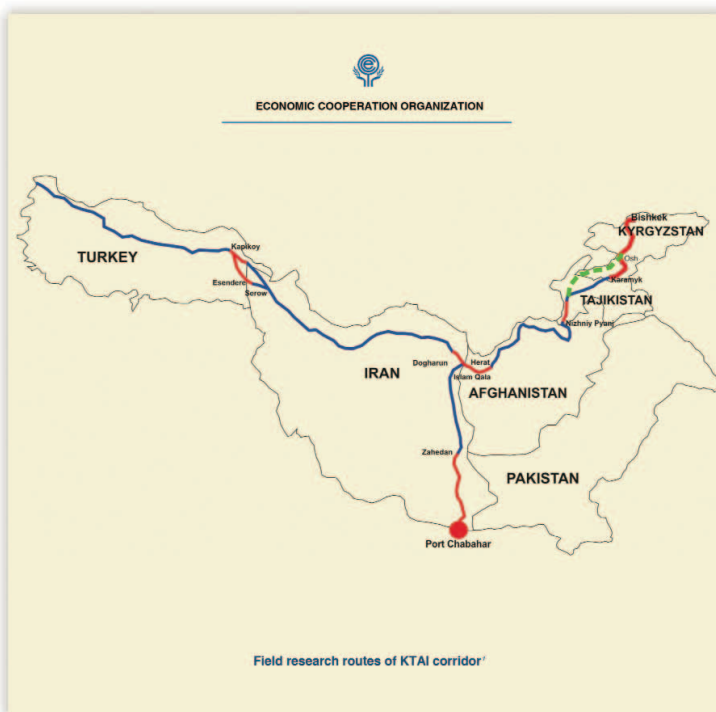 ECONOMIC COOPERATION ORGANIZATION
Bishkek
KYRGYZSTAN
Osh
Karamyk
TAJIKISTAN
Nizhniy Pyanj
TURKEY
Kapikoy
Esendere
Serow
IRAN
Dogharun
Herat
Islam Qala
AFGHANISTAN
Zahedan
PAKISTAN
Port Chabahar
Field research routes of KTAI corridor